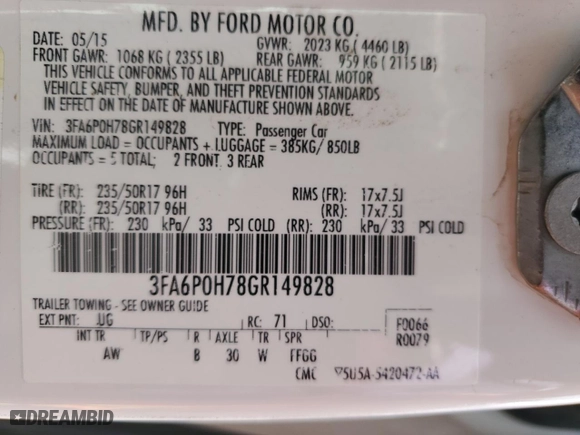 MFD. BY FORD MOTOR CO.
DATE: 05/15 GVWR: 2023 KG ( 4460 LB)
FRONT GAWR: 1068 KG ( 2355 LB) REAR GAWR: 959 KG ( 2115 LB)
THIS VEHICLE CONFORMS TO ALL APPLICABLE FEDERAL MOTOR
VEHICLE SAFETY, BUMPER, AND THEFT PREVENTION STANDARDS
IN EFFECT ON THE DATE OF MANUFACTURE SHOWN ABOVE.
VIN: 3FA6P0H78GR149828 TYPE: Passenger Car
MAXIMUM LOAD = OCCUPANTS + LUGGAGE = 385KG/ 850LB
OCCUPANTS = 5 TOTAL; 2 FRONT, 3 REAR
TIRE (FR): 235/50R17 96H RIMS (FR): 17x7.5J
(RR): 235/50R17 96H (RR): 17x7.5J
PRESSURE (FR): 230 kPa/ 33 PSI COLD (RR): 230 kPa/ 33 PSI COLD
3FA6P0H78GR149828
TRAILER TOWING - SEE OWNER GUIDE
EXT PNT: UG RC: 71 DSO: F0066
R0079
INT TR TP/PS R AXLE TR SPR
AW B 30 W FFGG
CMC 5U5A-5420472-AA
DREAMBID